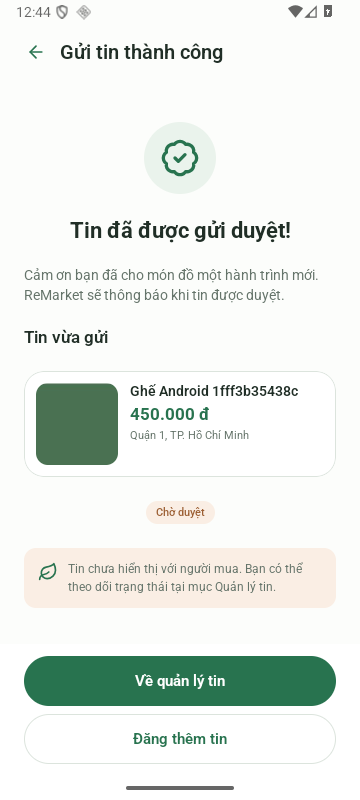 12:44
Gửi tin thành công
Tin đã được gửi duyệt!
Cảm ơn bạn đã cho món đồ một hành trình mới.
ReMarket sẽ thông báo khi tin được duyệt.
Tin vừa gửi
Ghế Android 1fff3b35438c
450.000 đ
Quận 1, TP. Hồ Chí Minh
Chờ duyệt
Tin chưa hiển thị với người mua. Bạn có thể
theo dõi trạng thái tại mục Quản lý tin.
Về quản lý tin
Đăng thêm tin